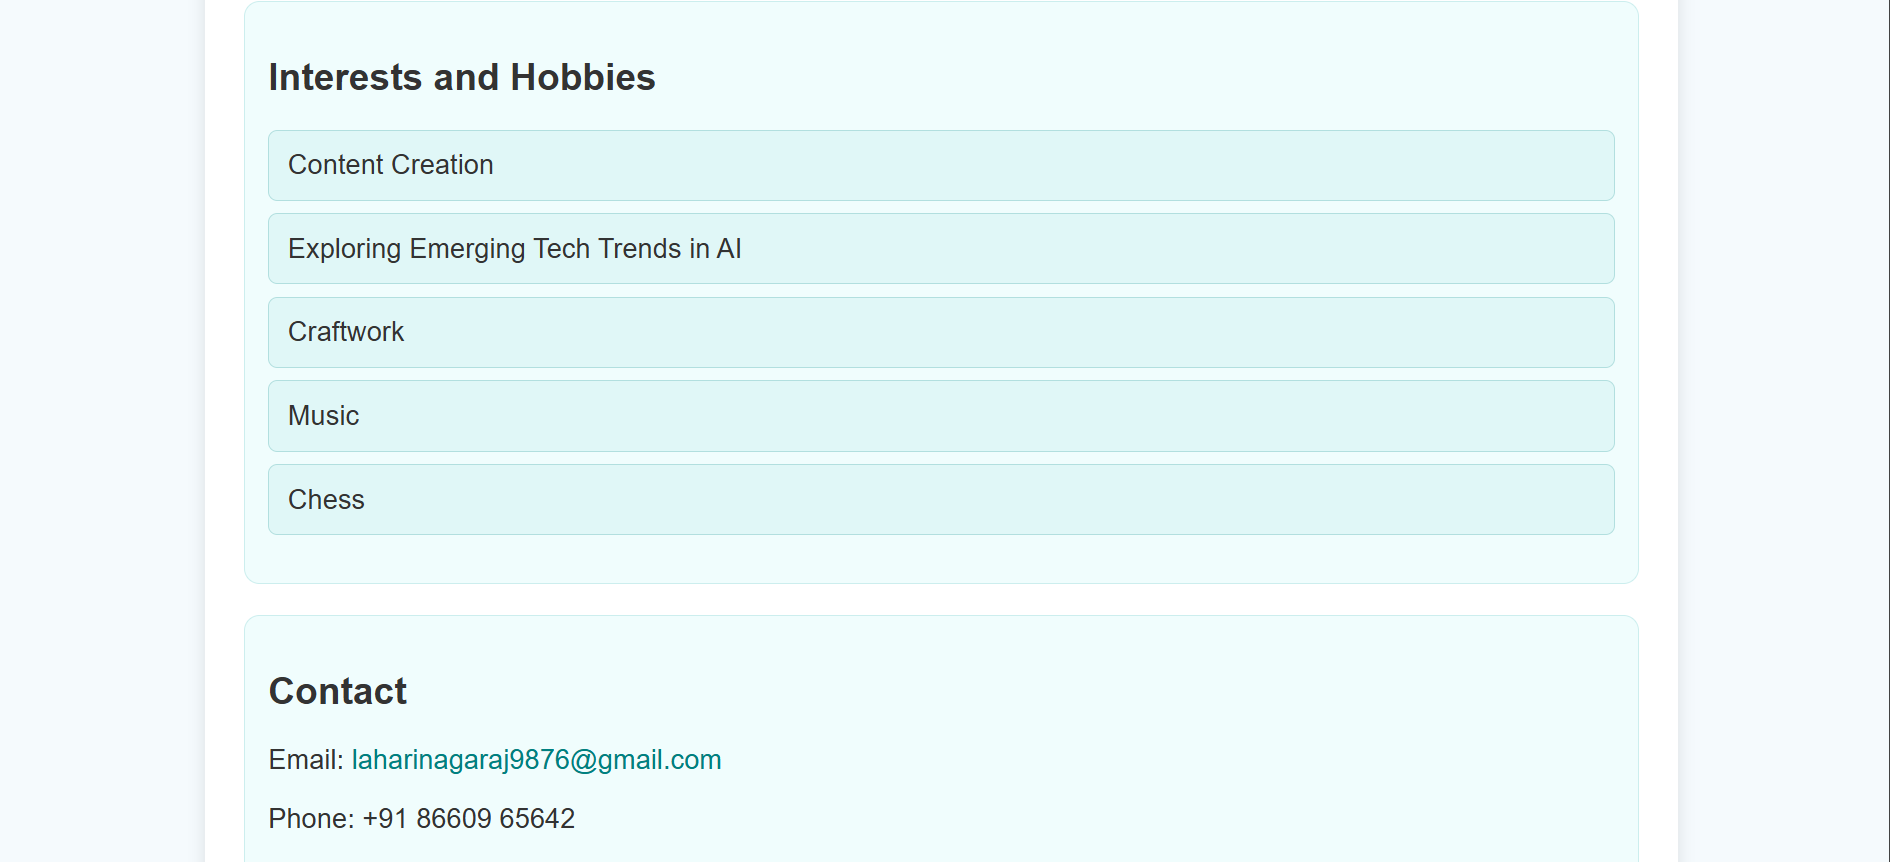 Interests and Hobbies
Content Creation
Exploring Emerging Tech Trends in AI
Craftwork
Music
Chess
Contact
Email: laharinagaraj9876@gmail.com
Phone: +91 86609 65642